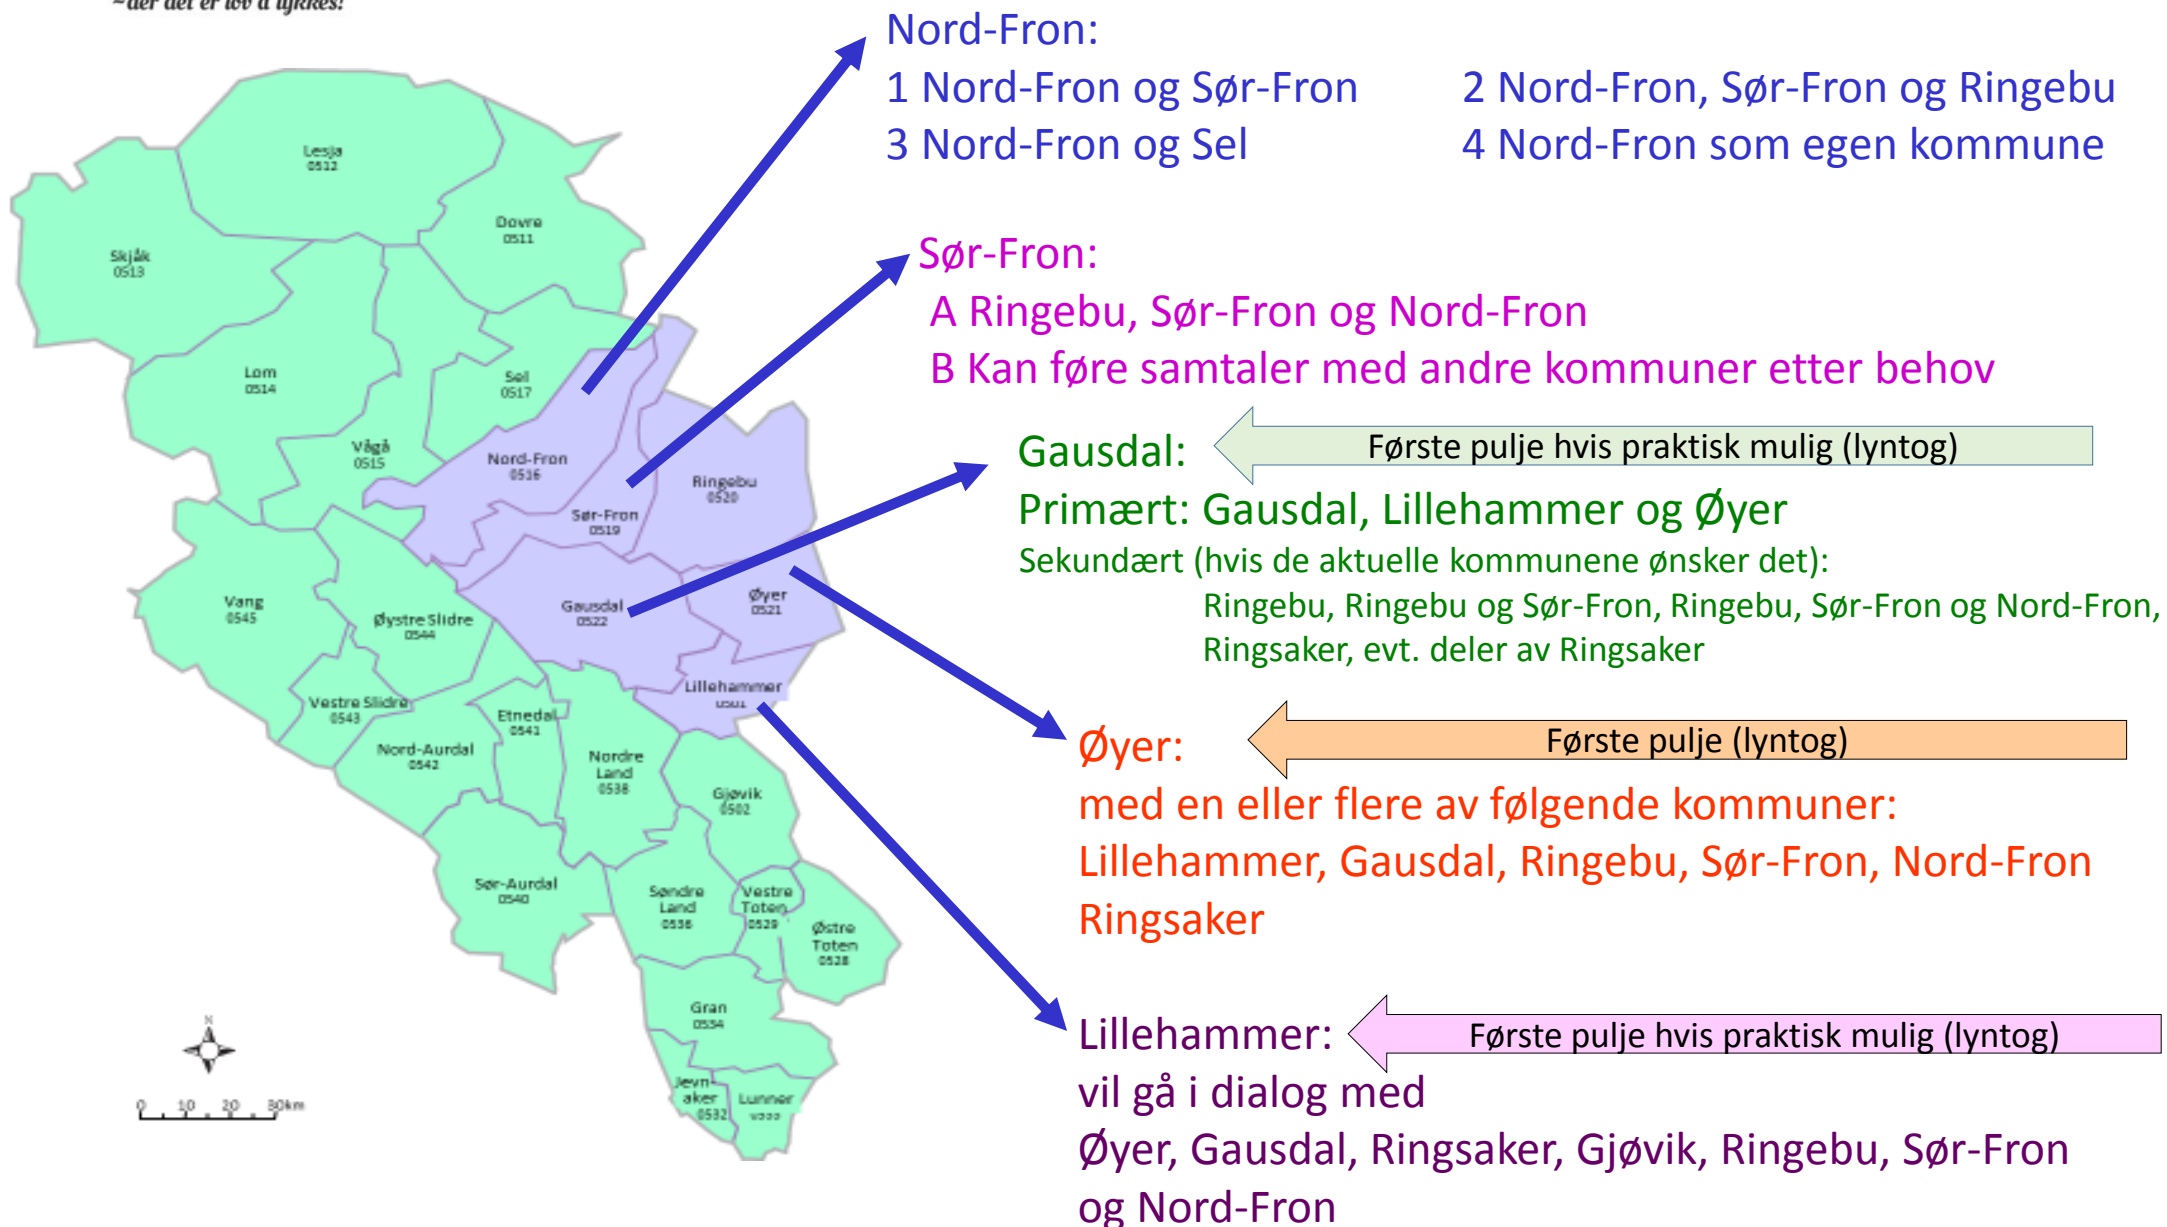 ~der det er lov å lykkes!
Nord-Fron:
1 Nord-Fron og Sør-Fron
2 Nord-Fron, Sør-Fron og Ringebu
3 Nord-Fron og Sel
4 Nord-Fron som egen kommune
Sør-Fron:
A Ringebu, Sør-Fron og Nord-Fron
B Kan føre samtaler med andre kommuner etter behov
Gausdal:
Første pulje hvis praktisk mulig (lyntog)
Primært: Gausdal, Lillehammer og Øyer
Sekundært (hvis de aktuelle kommunene ønsker det):
Ringebu, Ringebu og Sør-Fron, Ringebu, Sør-Fron og Nord-Fron,
Ringsaker, evt. deler av Ringsaker
Øyer:
Første pulje (lyntog)
med en eller flere av følgende kommuner:
Lillehammer, Gausdal, Ringebu, Sør-Fron, Nord-Fron
Ringsaker
Lillehammer:
Første pulje hvis praktisk mulig (lyntog)
vil gå i dialog med
Øyer, Gausdal, Ringsaker, Gjøvik, Ringebu, Sør-Fron
og Nord-Fron
Lesja
0512
Dovre
0511
Skjåk
0513
Lom
0514
Sel
0517
Vågå
0515
Nord-Fron
0516
Ringebu
0520
Sør-Fron
0519
Gausdal
0522
Øyer
0521
Vang
0545
Øystre Slidre
0544
Lillehammer
0501
Vestre Slidre
0543
Etnedal
0541
Nord-Aurdal
0542
Nordre
Land
0538
Gjøvik
0502
Sør-Aurdal
0540
Søndre
Land
0536
Vestre
Toten
0529
Østre
Toten
0528
Gran
0534
Jevn-
aker
0532
Lunner
N
0 10 20 30km